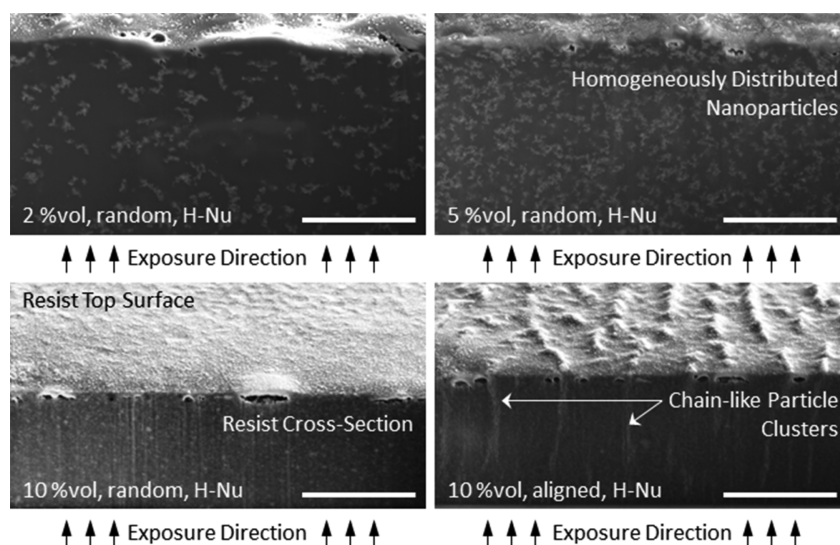 Homogeneously Distributed
Nanoparticles
2 %vol, random, H-Nu
5 %vol, random, H-Nu
Exposure Direction
Exposure Direction
Resist Top Surface
Resist Cross-Section
Chain-like Particle
Clusters
10 %vol, random, H-Nu
10 %vol, aligned, H-Nu
Exposure Direction
Exposure Direction